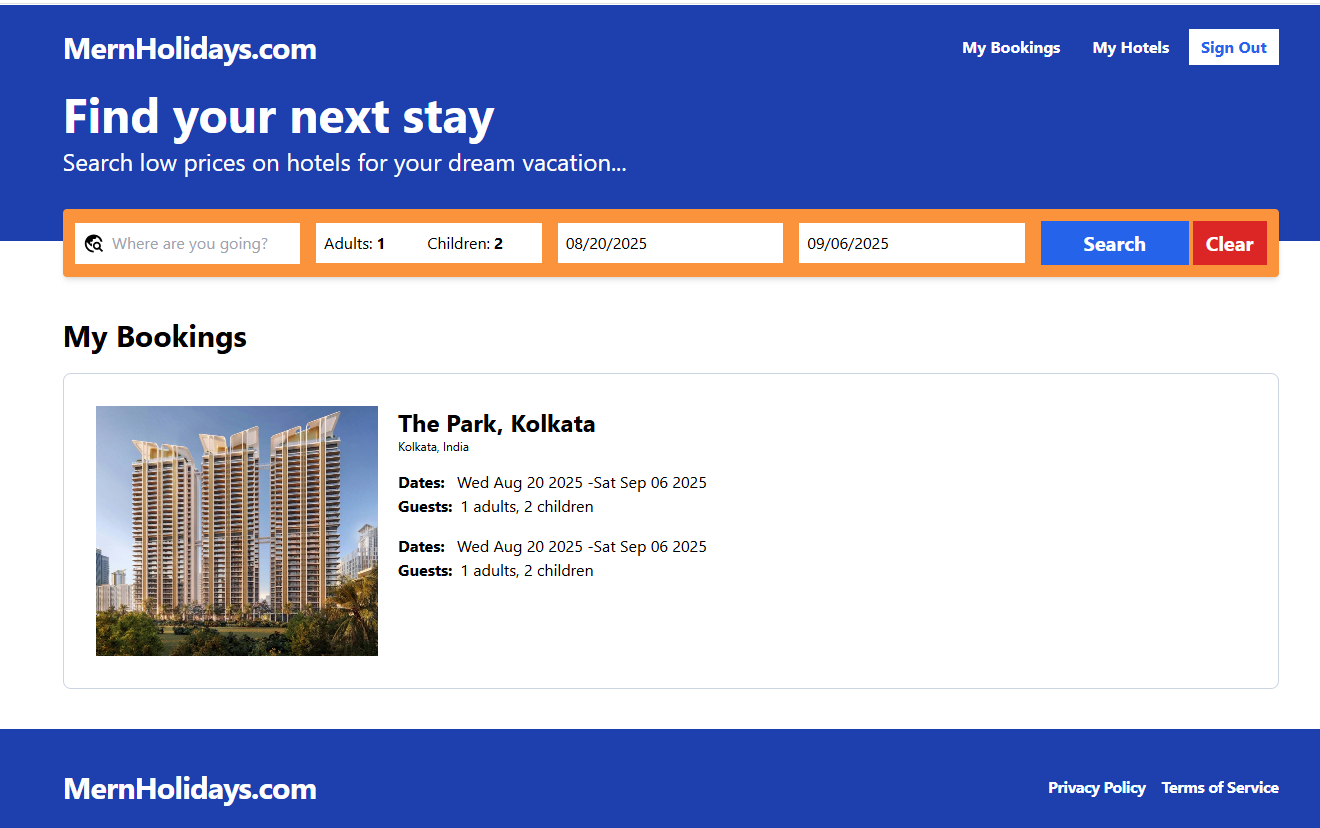 MernHolidays.com
My Bookings
My Hotels
Sign Out
Find your next stay
Search low prices on hotels for your dream vacation...
Where are you going?
Adults: 1
Children: 2
08/20/2025
09/06/2025
Search
Clear
My Bookings
The Park, Kolkata
Kolkata, India
Dates: Wed Aug 20 2025 -Sat Sep 06 2025
Guests: 1 adults, 2 children
Dates: Wed Aug 20 2025 -Sat Sep 06 2025
Guests: 1 adults, 2 children
MernHolidays.com
Privacy Policy
Terms of Service